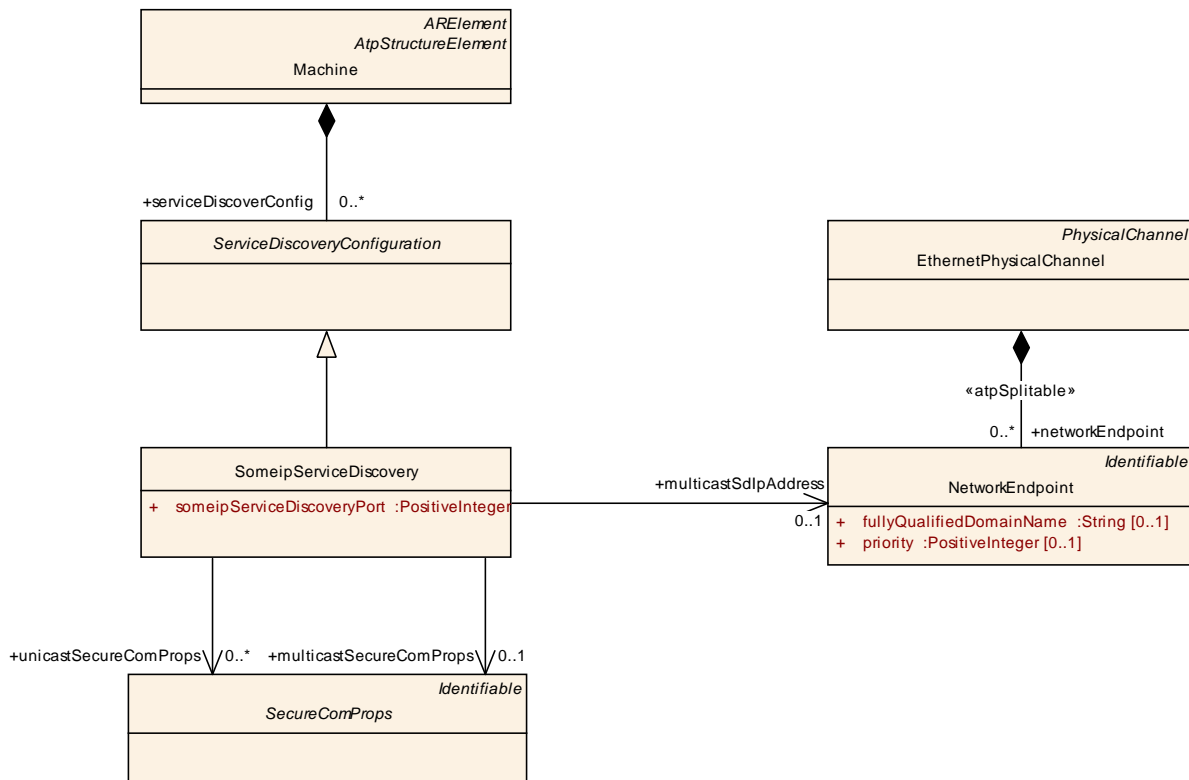 ARElement
AtpStructureElement
Machine
+serviceDiscoverConfig 0..*
ServiceDiscoveryConfiguration
PhysicalChannel
EthernetPhysicalChannel
«atpSplitable»
0..* +networkEndpoint
SomeipServiceDiscovery
+ someipServiceDiscoveryPort :PositiveInteger
+multicastSdIpAddress
0..1
Identifiable
NetworkEndpoint
+ fullyQualifiedDomainName :String [0..1]
+ priority :PositiveInteger [0..1]
+unicastSecureComProps 0..* +multicastSecureComProps 0..1
Identifiable
SecureComProps